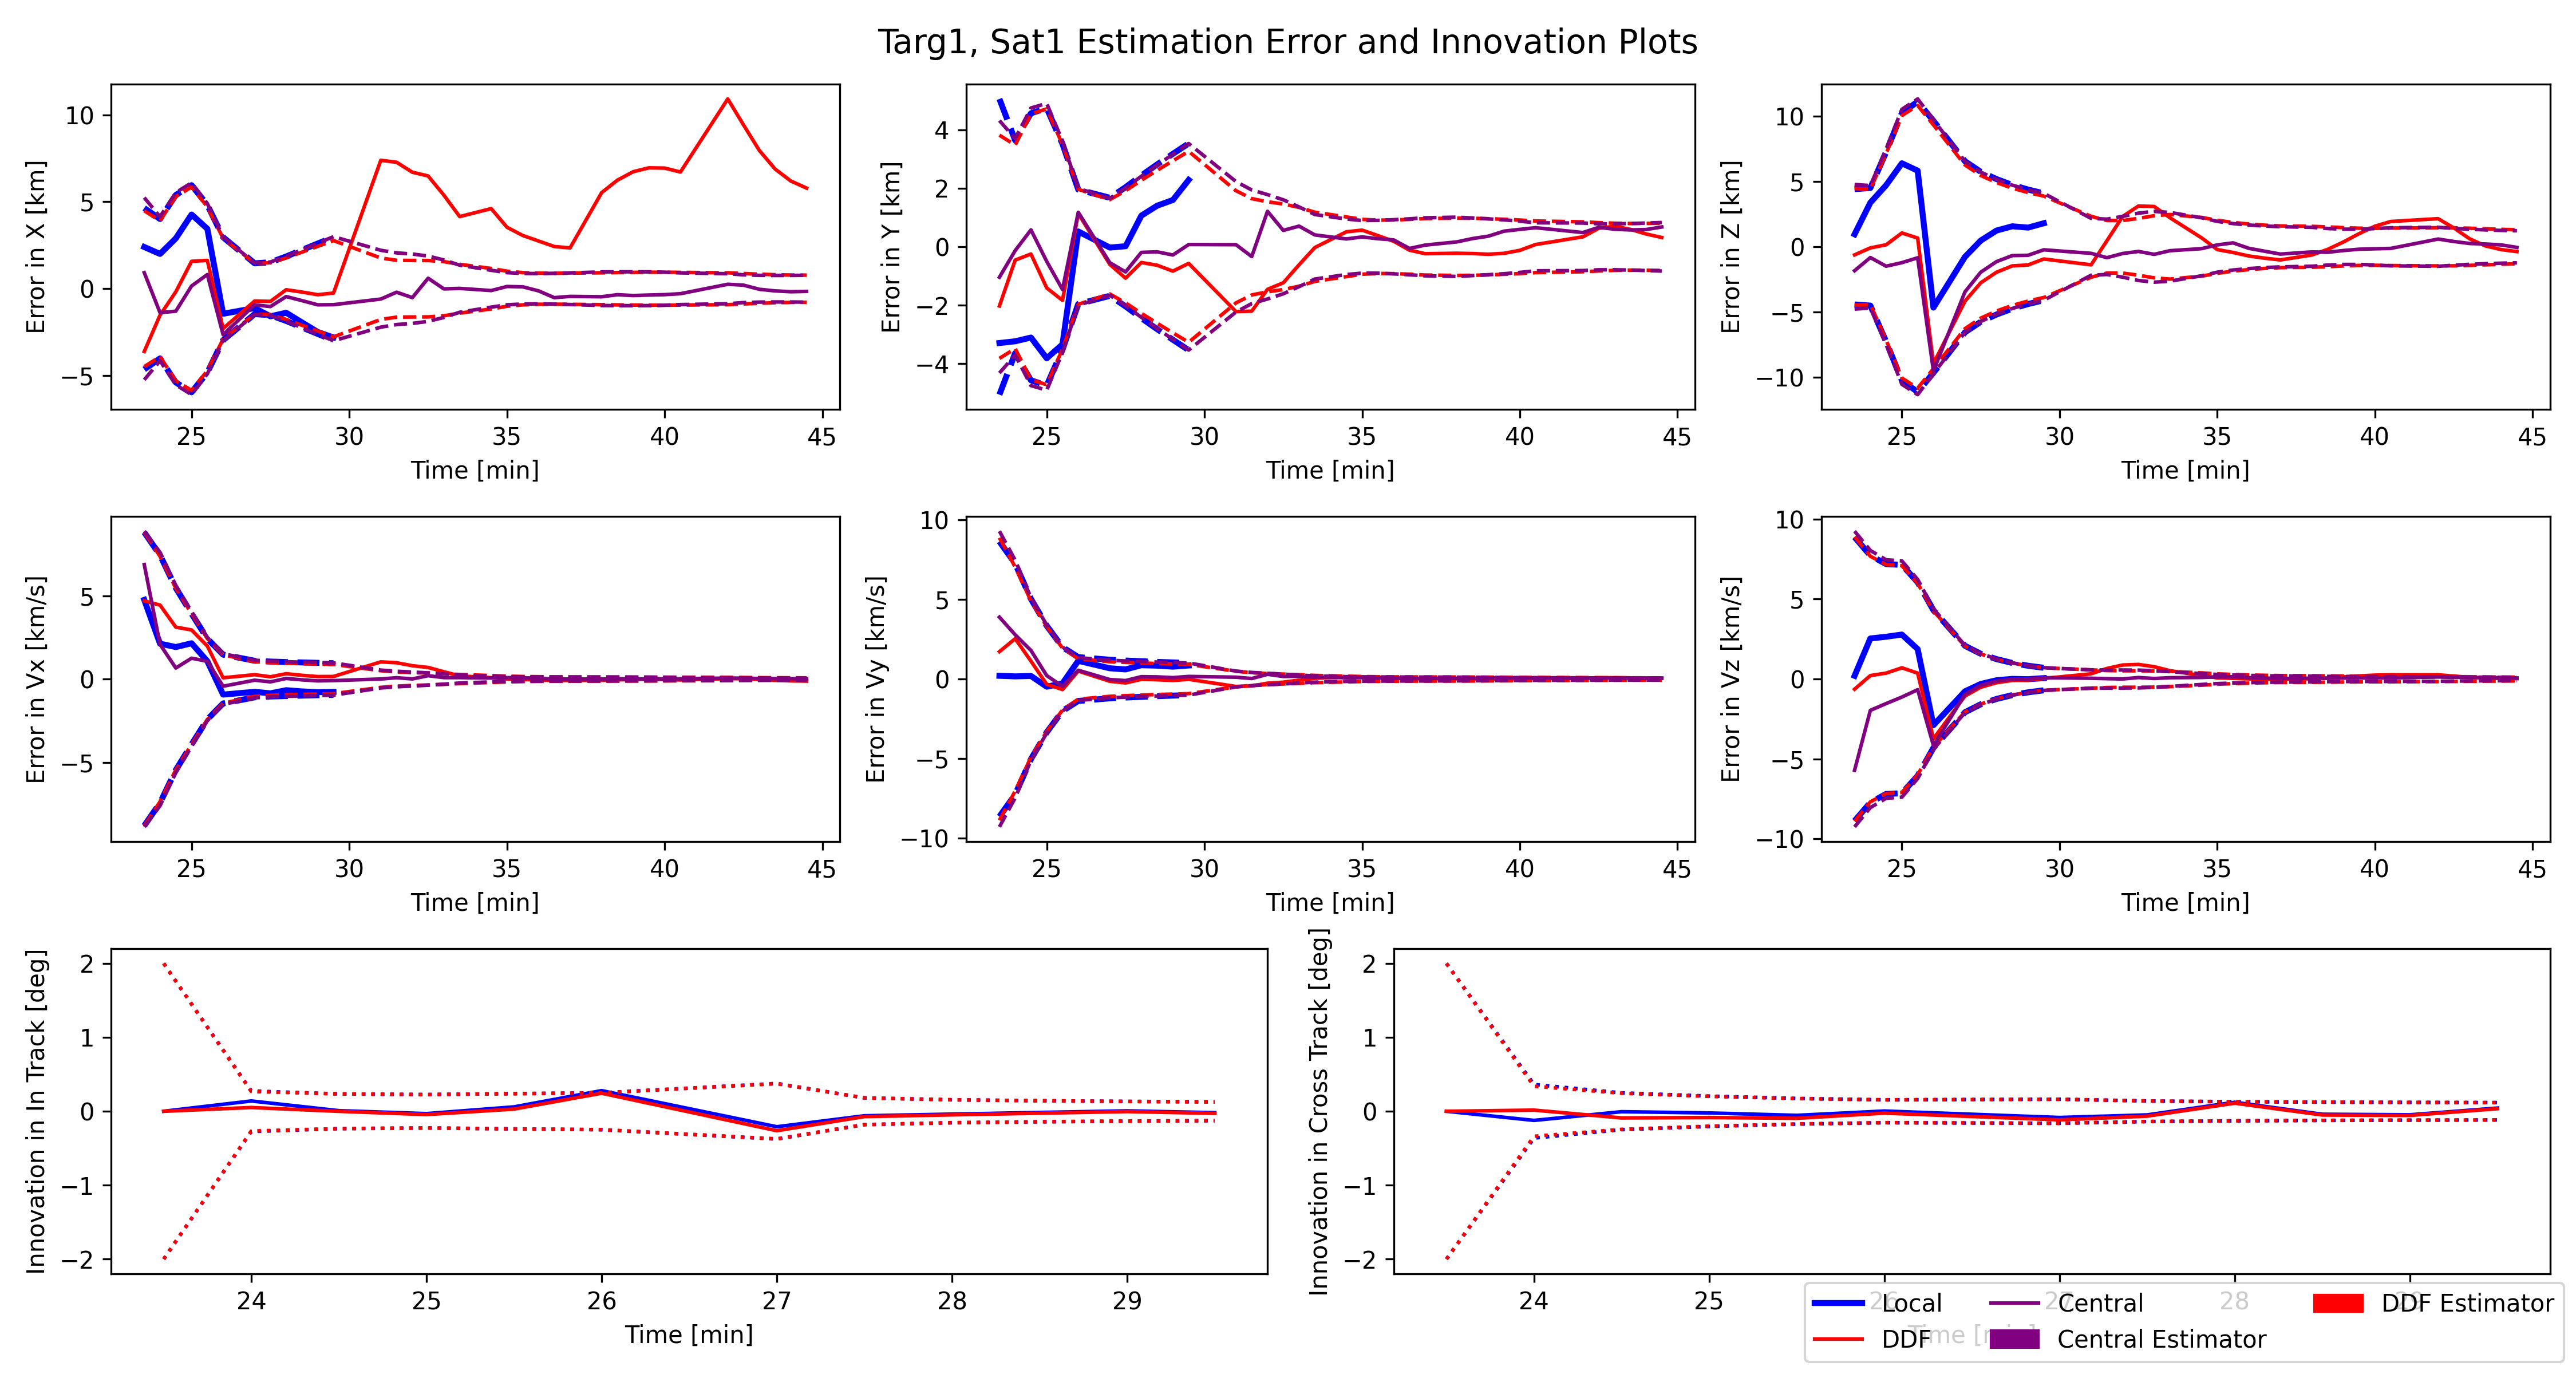 Targ1, Sat1 Estimation Error and Innovation Plots
Error in X [km]
10
5
0
−5
25 30 35 40 45
Time [min]
Error in Y [km]
4
2
0
−2
−4
25 30 35 40 45
Time [min]
Error in Z [km]
10
5
0
−5
−10
25 30 35 40 45
Time [min]
Error in Vx [km/s]
5
0
−5
25 30 35 40 45
Time [min]
Error in Vy [km/s]
10
5
0
−5
−10
25 30 35 40 45
Time [min]
Error in Vz [km/s]
10
5
0
−5
−10
25 30 35 40 45
Time [min]
Innovation in In Track [deg]
2
1
0
−1
−2
24 25 26 27 28 29
Time [min]
Innovation in Cross Track [deg]
2
1
0
−1
−2
24 25 26 27 28 29
Time [min]
Local
DDF
Central
Central Estimator
DDF Estimator